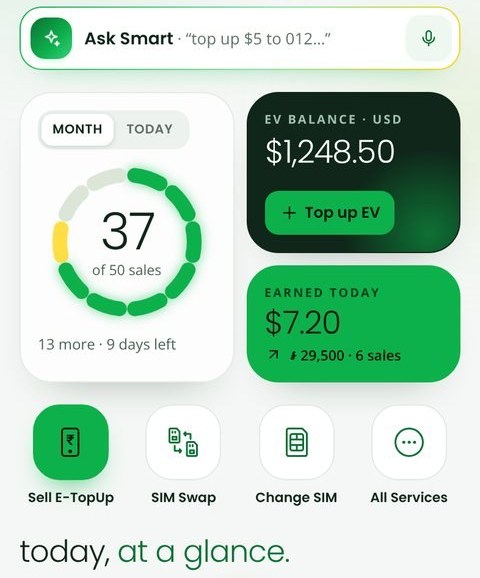 Ask Smart · “top up $5 to 012...”
MONTH TODAY
37
of 50 sales
13 more · 9 days left
EV BALANCE · USD
$1,248.50
+ Top up EV
EARNED TODAY
$7.20
៛ 29,500 · 6 sales
₹
Sell E-TopUp
SIM Swap
Change SIM
All Services
today, at a glance.